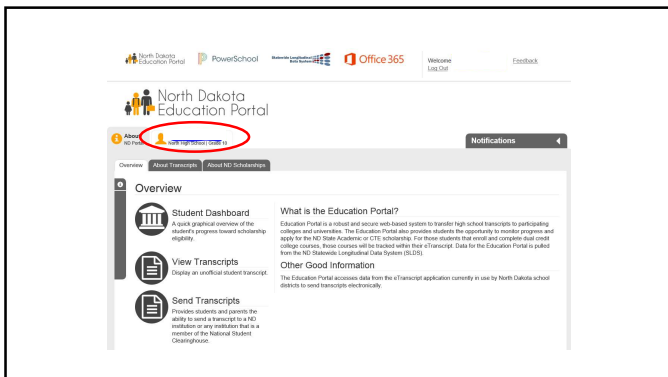 North Dakota
Education Portal
PowerSchool
Statewide Longitudinal
Data System
Office 365
Welcome
Log Out
Feedback
North Dakota
Education Portal
About
ND Portal
North High School | Grade 10
Notifications
Overview
About Transcripts
About ND Scholarships
Overview
Student Dashboard
A quick graphical overview of the
student's progress toward scholarship
eligibility.
View Transcripts
Display an unofficial student transcript.
Send Transcripts
Provides students and parents the
ability to send a transcript to a ND
institution or any institution that is a
member of the National Student
Clearinghouse.
What is the Education Portal?
Education Portal is a robust and secure web-based system to transfer high school transcripts to participating
colleges and universities. The Education Portal also provides students the opportunity to monitor progress and
apply for the ND State Academic or CTE scholarship. For those students that enroll and complete dual credit
college courses, those courses will be tracked within their eTranscript. Data for the Education Portal is pulled
from the ND Statewide Longitudinal Data System (SLDS).
Other Good Information
The Education Portal accesses data from the eTranscript application currently in use by North Dakota school
districts to send transcripts electronically.